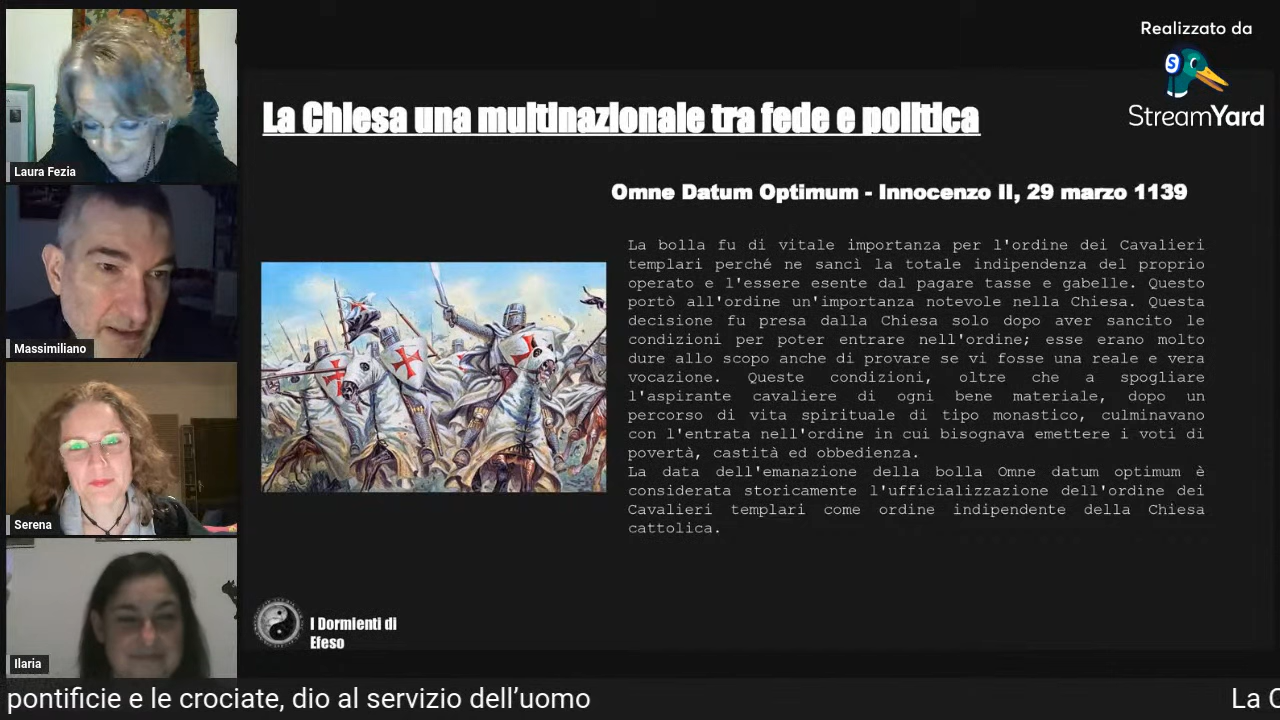 Realizzato da
StreamYard
La Chiesa una multinazionale tra fede e politica
Omne Datum Optimum - Innocenzo II, 29 marzo 1139
La bolla fu di vitale importanza per l'ordine dei Cavalieri
templari perché ne sancì la totale indipendenza del proprio
operato e l'essere esente dal pagare tasse e gabelle. Questo
portò all'ordine un'importanza notevole nella Chiesa. Questa
decisione fu presa dalla Chiesa solo dopo aver sancito le
condizioni per poter entrare nell'ordine; esse erano molto
dure allo scopo anche di provare se vi fosse una reale e vera
vocazione. Queste condizioni, oltre che a spogliare
l'aspirante cavaliere di ogni bene materiale, dopo un
percorso di vita spirituale di tipo monastico, culminavano
con l'entrata nell'ordine in cui bisognava emettere i voti di
povertà, castità ed obbedienza.
La data dell'emanazione della bolla Omne datum optimum è
considerata storicamente l'ufficializzazione dell'ordine dei
Cavalieri templari come ordine indipendente della Chiesa
cattolica.
I Dormienti di
Efeso
Laura Fezia
Massimiliano
Serena
Ilaria
pontificie e le crociate, dio al servizio dell’uomo
La